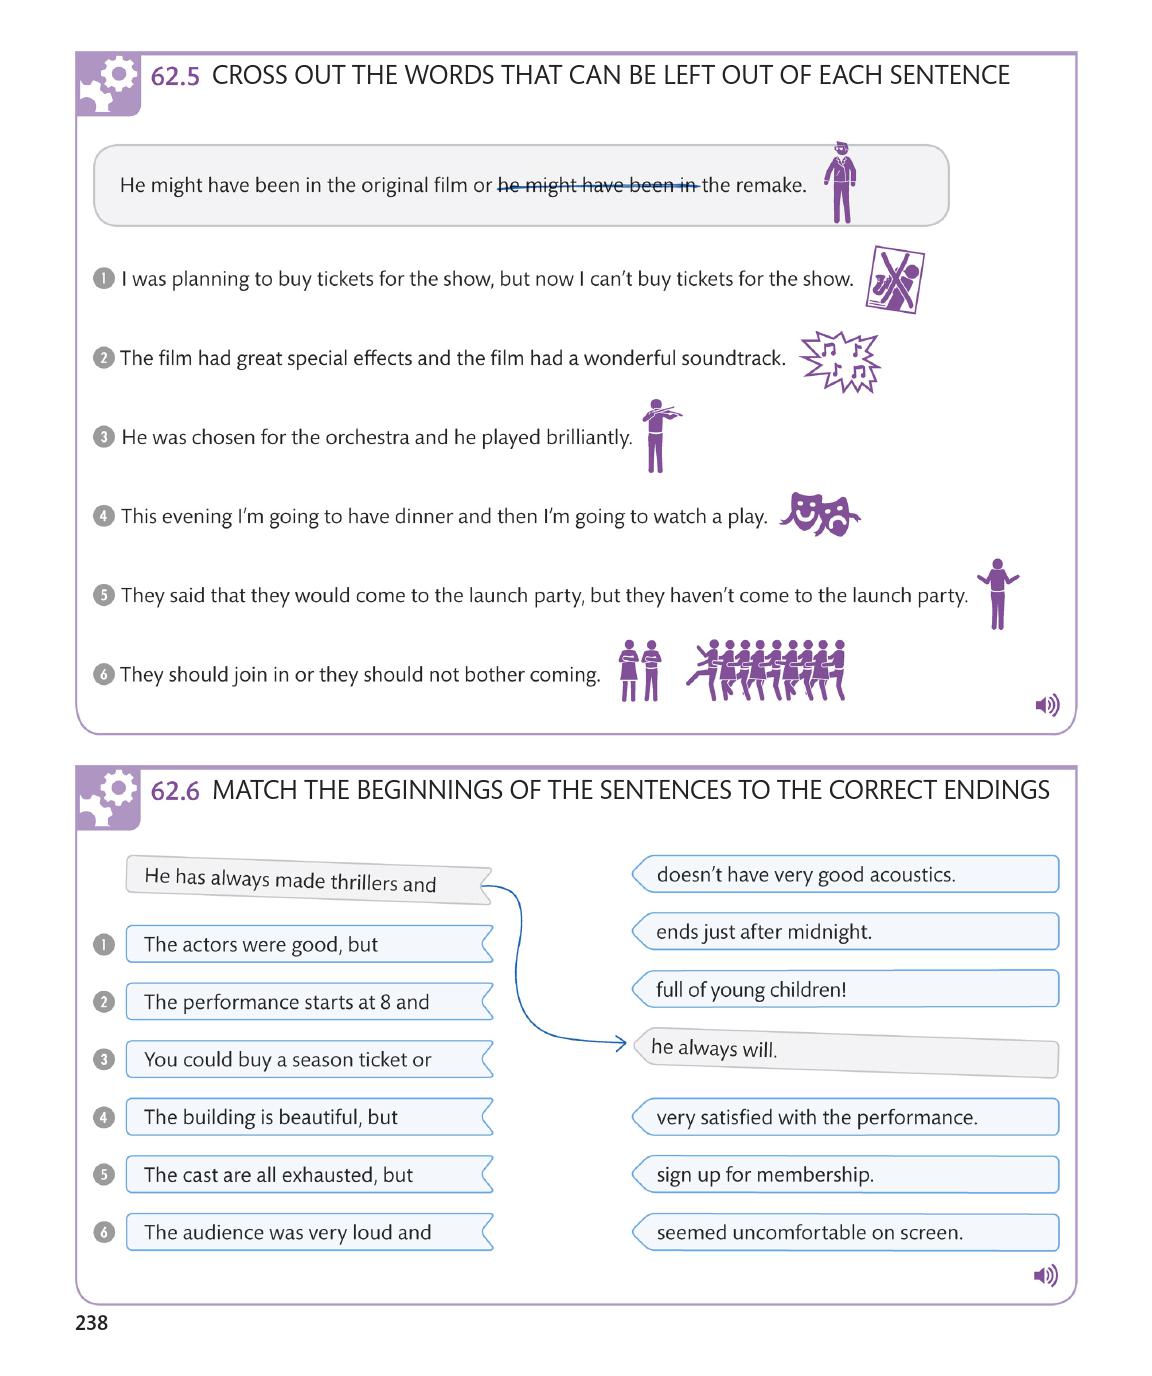 62.5 CROSS OUT THE WORDS THAT CAN BE LEFT OUT OF EACH SENTENCE
He might have been in the original film or he might have been in the remake.
1 I was planning to buy tickets for the show, but now I can't buy tickets for the show.
2 The film had great special effects and the film had a wonderful soundtrack.
3 He was chosen for the orchestra and he played brilliantly.
4 This evening I'm going to have dinner and then I'm going to watch a play.
5 They said that they would come to the launch party, but they haven't come to the launch party.
6 They should join in or they should not bother coming.
62.6 MATCH THE BEGINNINGS OF THE SENTENCES TO THE CORRECT ENDINGS
He has always made thrillers and
1 The actors were good, but
2 The performance starts at 8 and
3 You could buy a season ticket or
4 The building is beautiful, but
5 The cast are all exhausted, but
6 The audience was very loud and
doesn't have very good acoustics.
ends just after midnight.
full of young children!
he always will.
very satisfied with the performance.
sign up for membership.
seemed uncomfortable on screen.
238